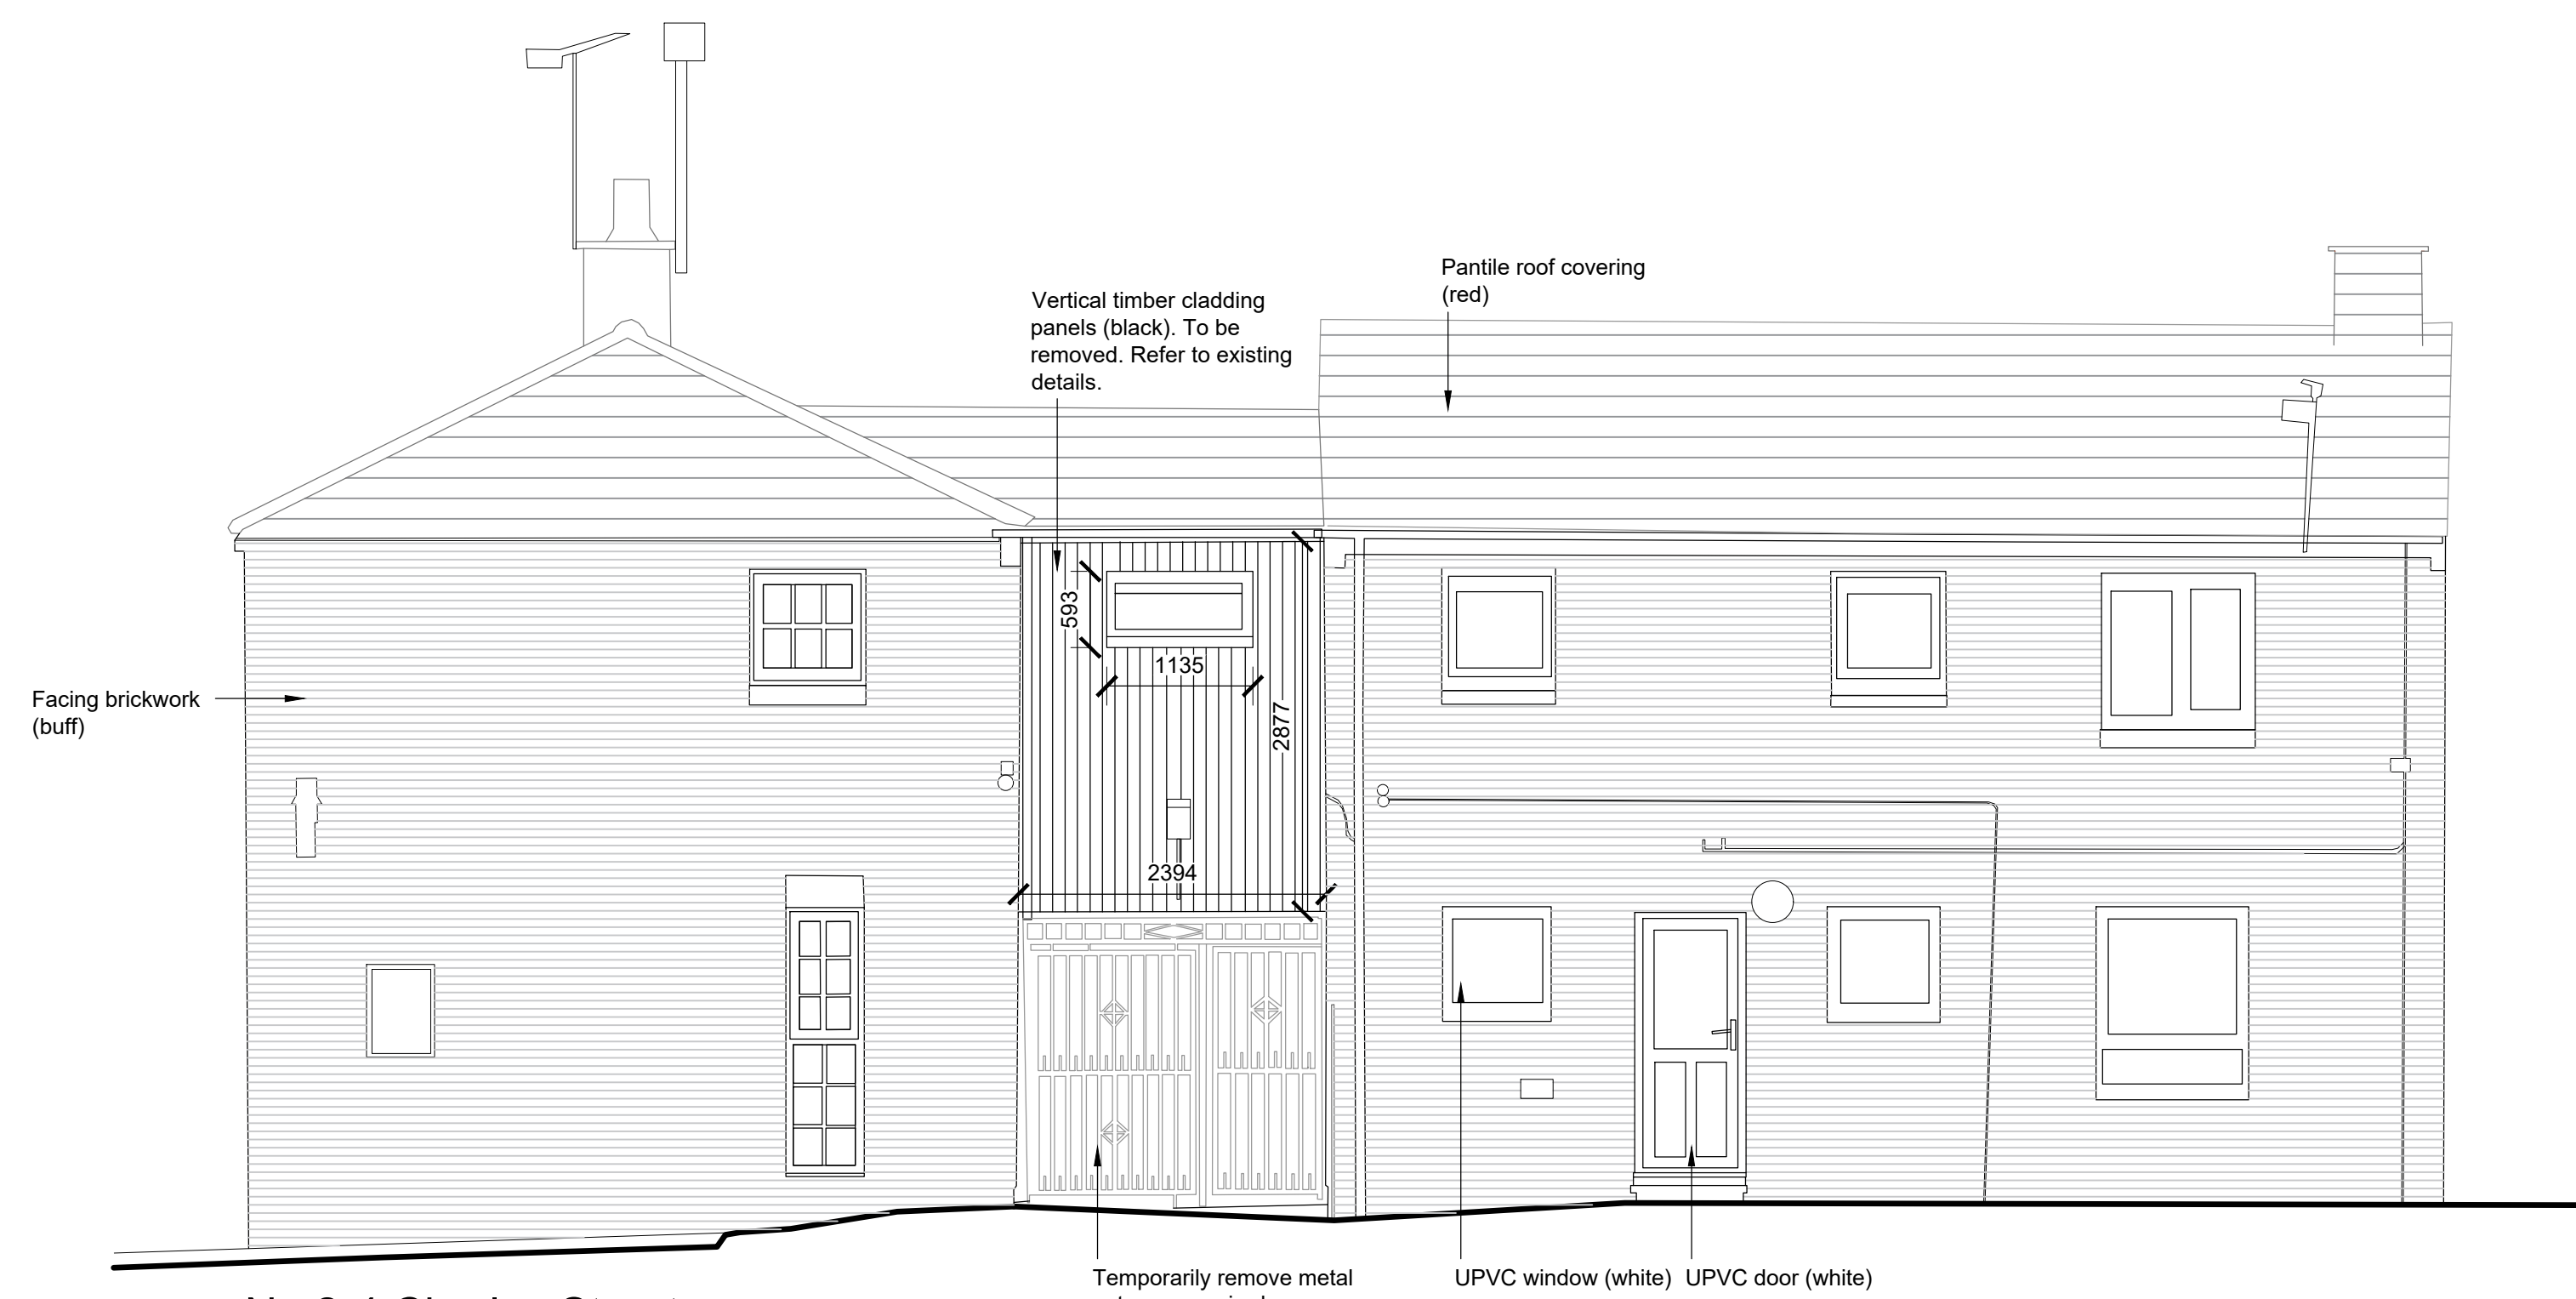 Pantile roof covering
(red)
Vertical timber cladding
panels (black). To be
removed. Refer to existing
details.
593
1135
2877
2394
Facing brickwork
(buff)
Temporarily remove metal
UPVC window (white)
UPVC door (white)